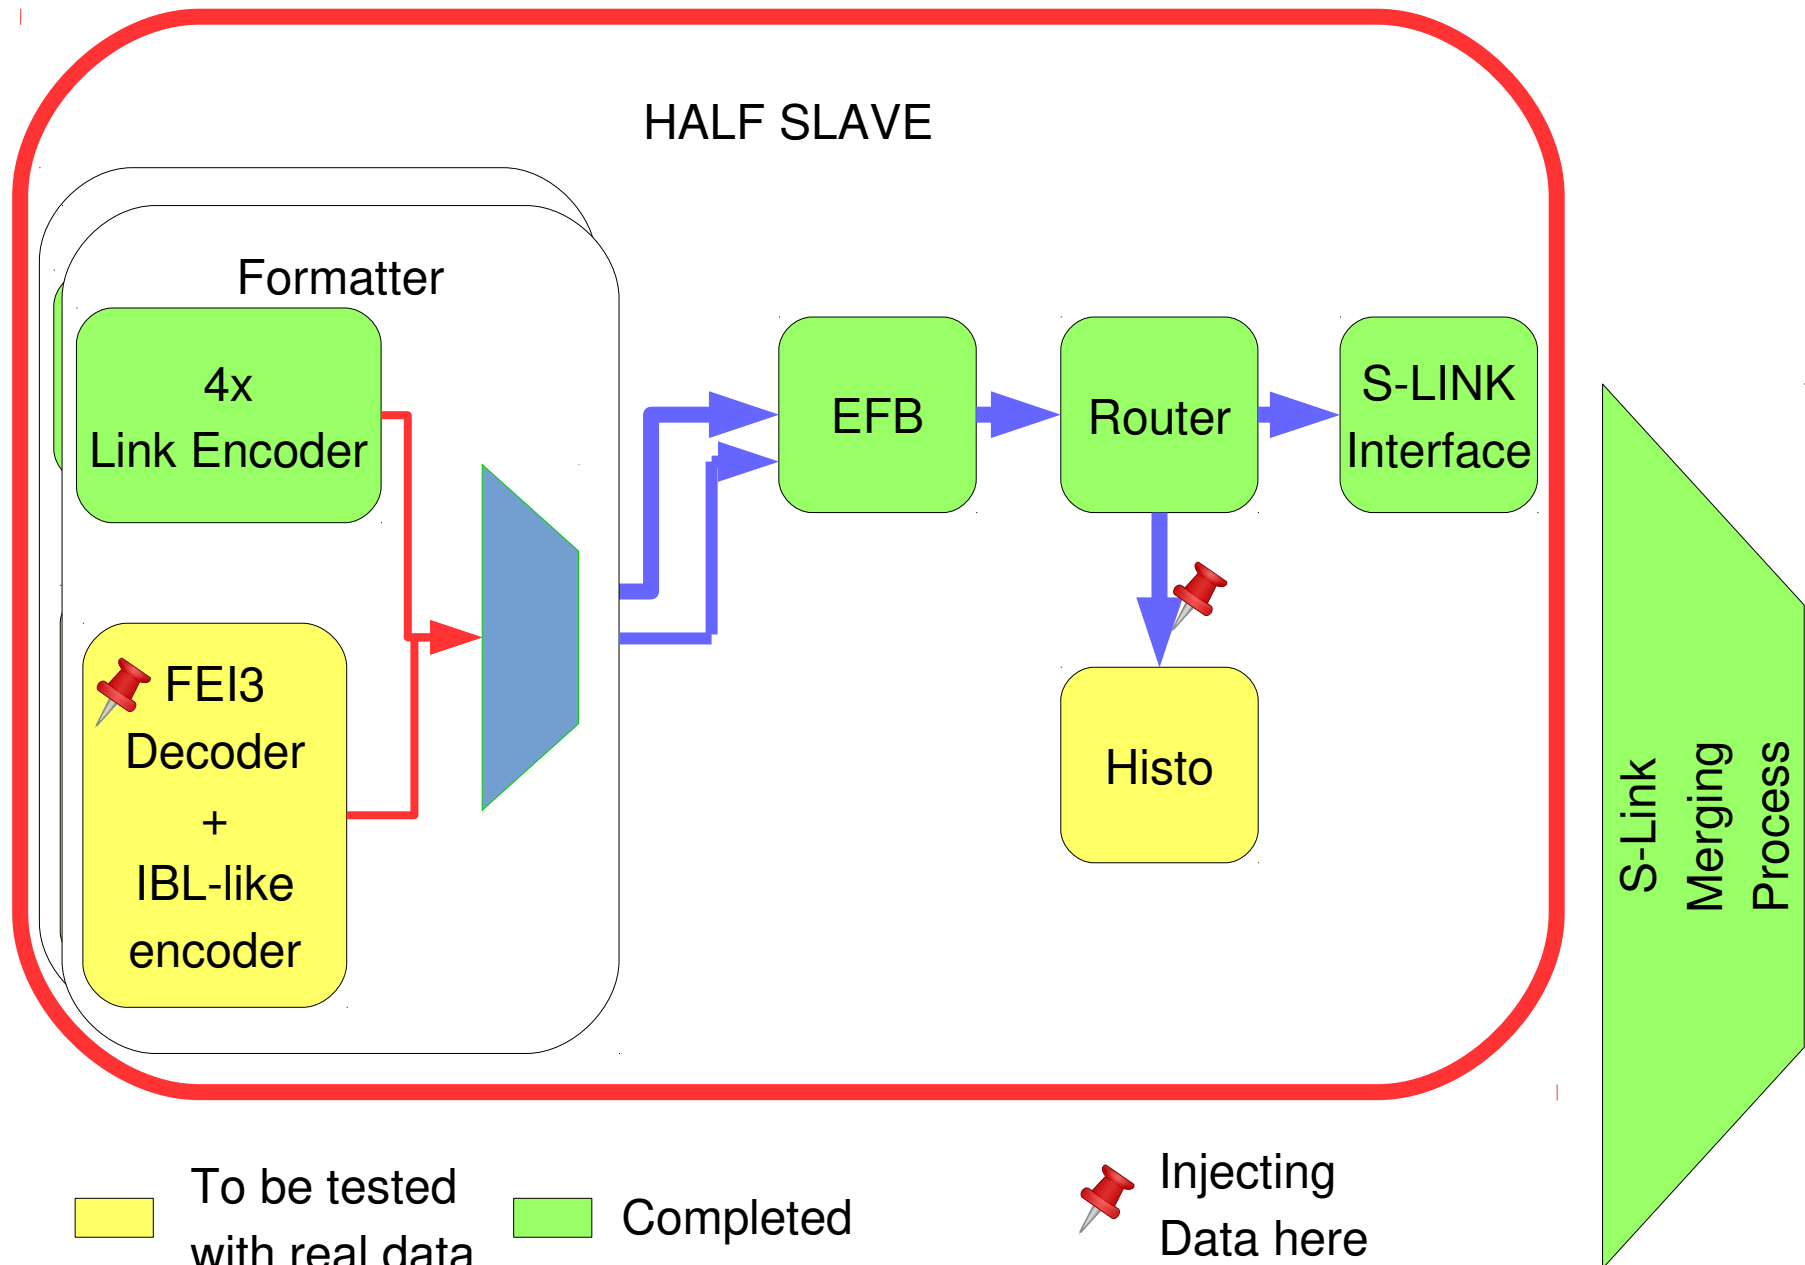 HALF SLAVE
Formatter
4x
Link Encoder
FEI3
Decoder
+
IBL-like
encoder
EFB
Router
S-LINK
Interface
Histo
S-Link
Merging
Process
To be tested
with real data
Completed
Injecting
Data here